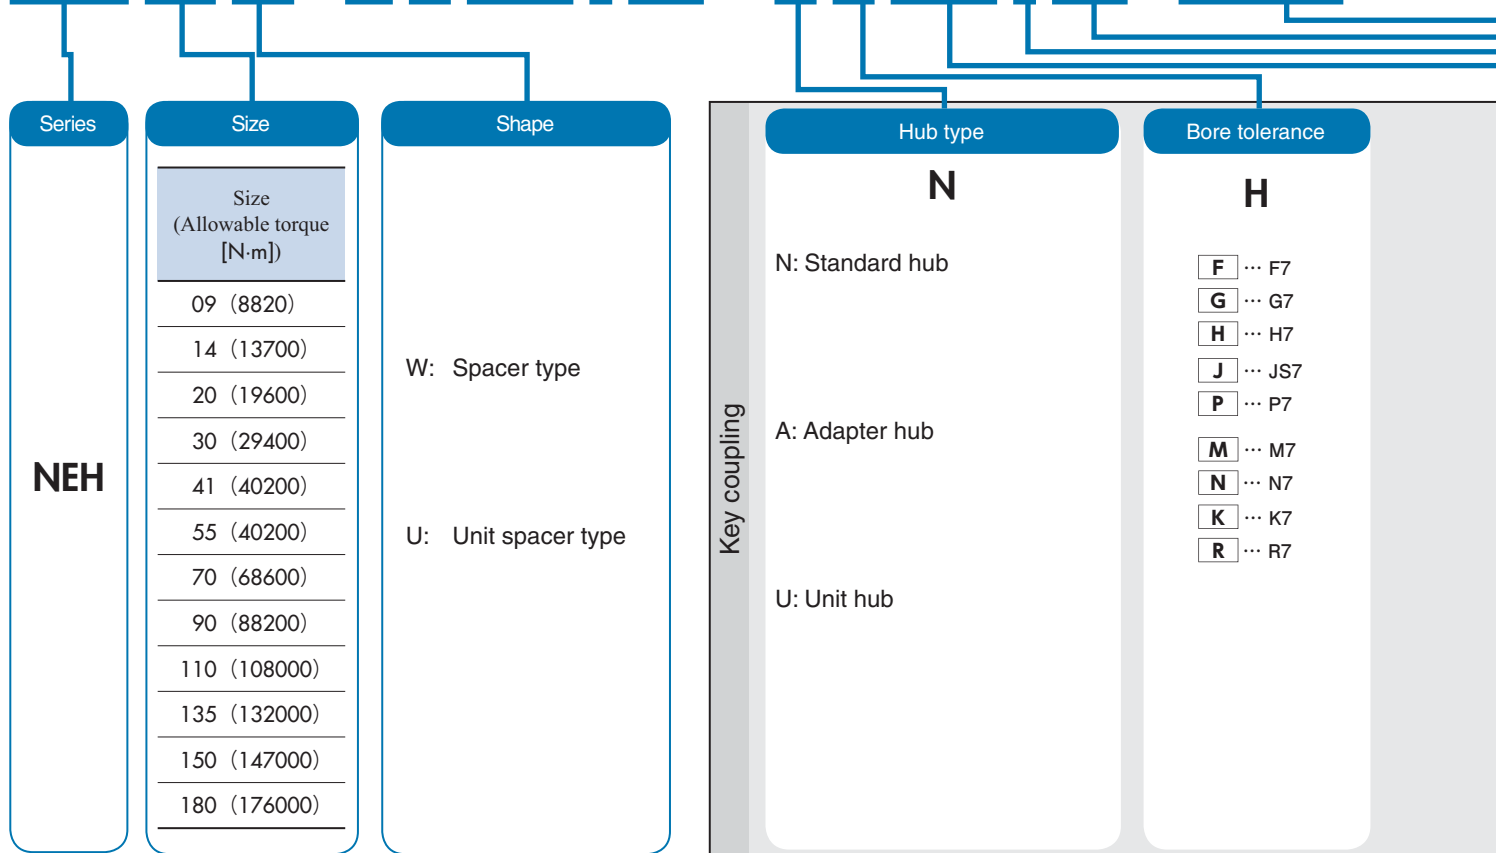 Series
NEH
Size
Size
(Allowable torque
[N·m])
09 (8820)
14 (13700)
20 (19600)
30 (29400)
41 (40200)
55 (40200)
70 (68600)
90 (88200)
110 (108000)
135 (132000)
150 (147000)
180 (176000)
Shape
W: Spacer type
U: Unit spacer type
Key coupling
Hub type
N
N: Standard hub
A: Adapter hub
U: Unit hub
Bore tolerance
H
F ··· F7
G ··· G7
H ··· H7
J ··· JS7
P ··· P7
M ··· M7
N ··· N7
K ··· K7
R ··· R7